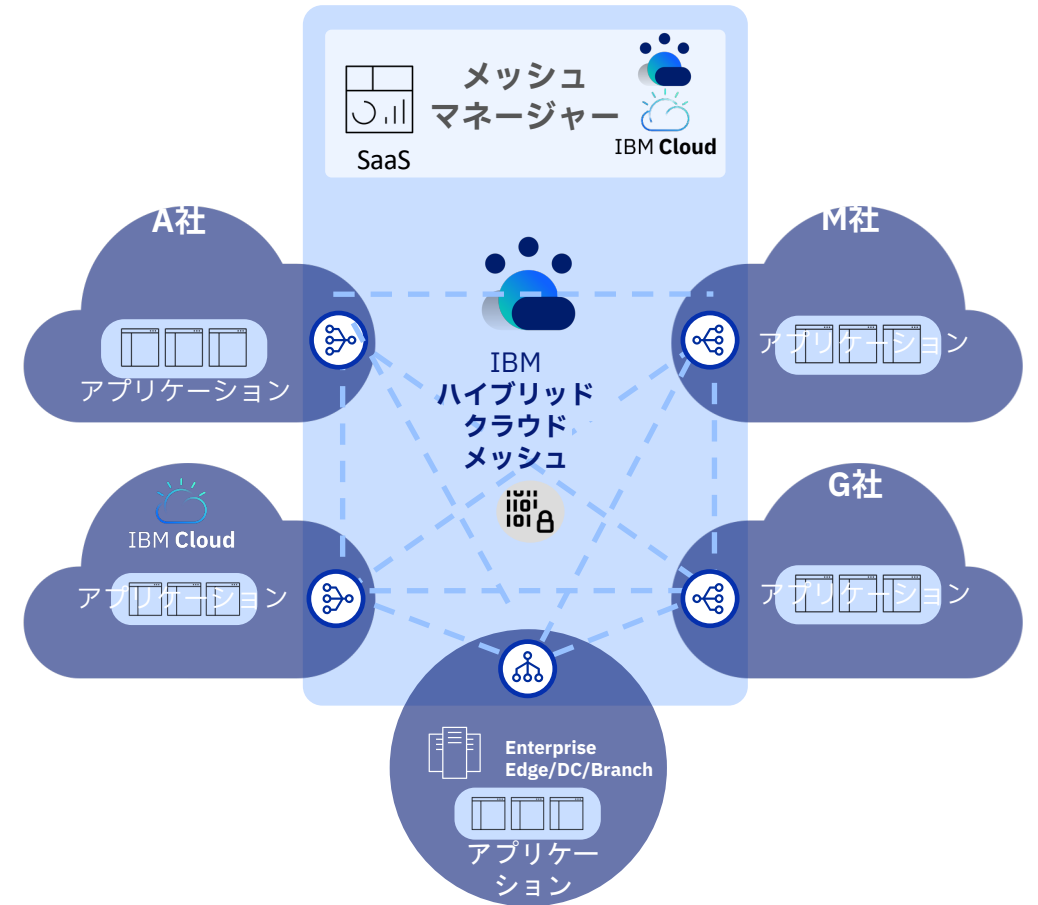 メッシュ
マネージャー
SaaS
IBM Cloud
A社
M社
IBM
ハイブリッド
クラウド
メッシュ
アプリケーション
アプリケーション
G社
IBM Cloud
アプリケーション
アプリケーション
Enterprise
Edge/DC/Branch
アプリケー
ション